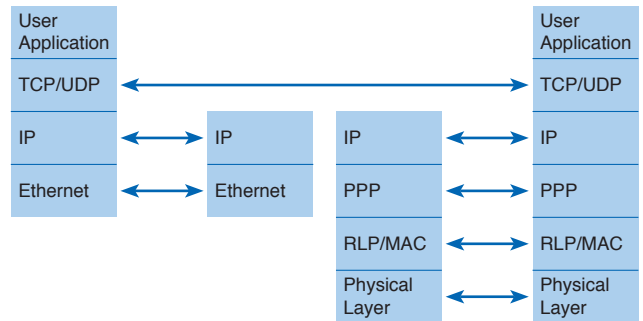 User
Application
User
Application
TCP/UDP
TCP/UDP
IP
IP
IP
IP
Ethernet
Ethernet
PPP
PPP
RLP/MAC
RLP/MAC
Physical
Layer
Physical
Layer